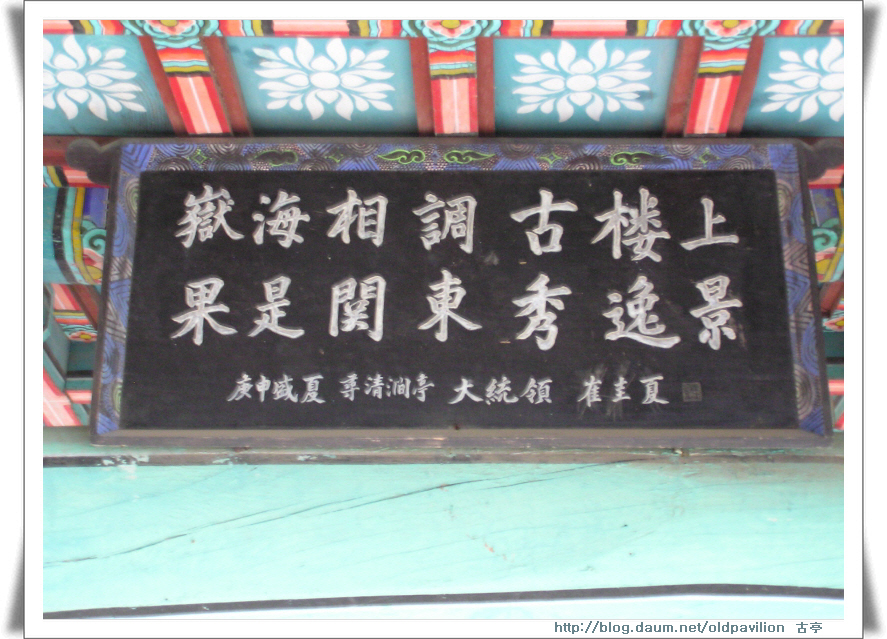 嶽海相調古楼上
果是関東秀逸景
庚申盛夏 尋清澗亭 大統領 崔圭夏
http://blog.daum.net/oldpavilion 古亭